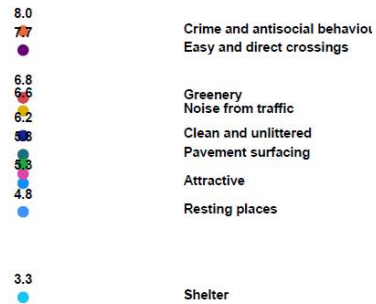 8.0
7.7
Crime and antisocial behaviou
Easy and direct crossings
6.8
6.6
Greenery
Noise from traffic
6.2
Clean and unlittered
Pavement surfacing
5.3
Attractive
4.8
Resting places
3.3
Shelter